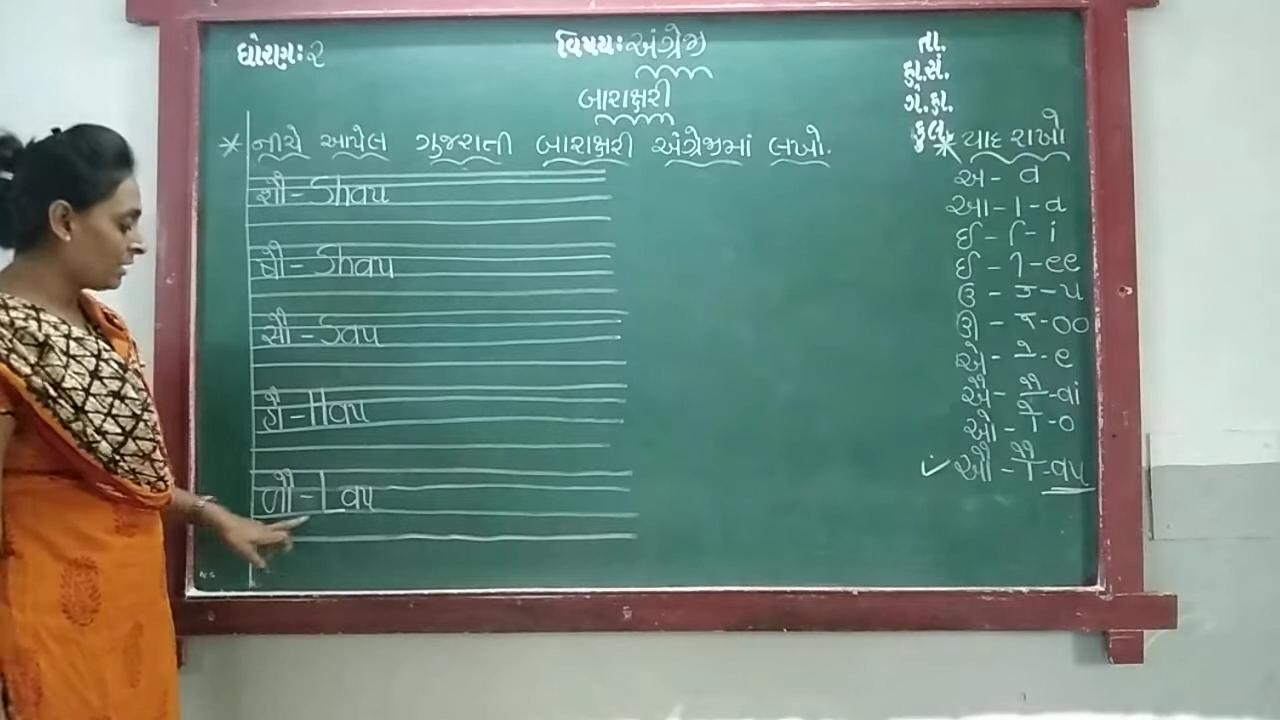 ધોરણ:૨
વિષય:અંગ્રેજી
તા.
હા.સં.
ગે.હા.
કુલ.
બારાક્ષરી
* નીચે આપેલ ગુજરાતી બારાક્ષરી અંગ્રેજીમાં લખો.
શૌ-Shau
ષૌ-Shau
સૌ-Sau
હૌ-Hau
ળૌ-Lau
* યાદ રાખો
અ - a
આ - ા - a
ઈ - િ - i
ઈ - ી - ee
ઉ - ુ - u
ઊ - ૂ - oo
એ - ે - e
ઐ - ૈ - ai
ઓ - ો - o
ઔ - ૌ - au